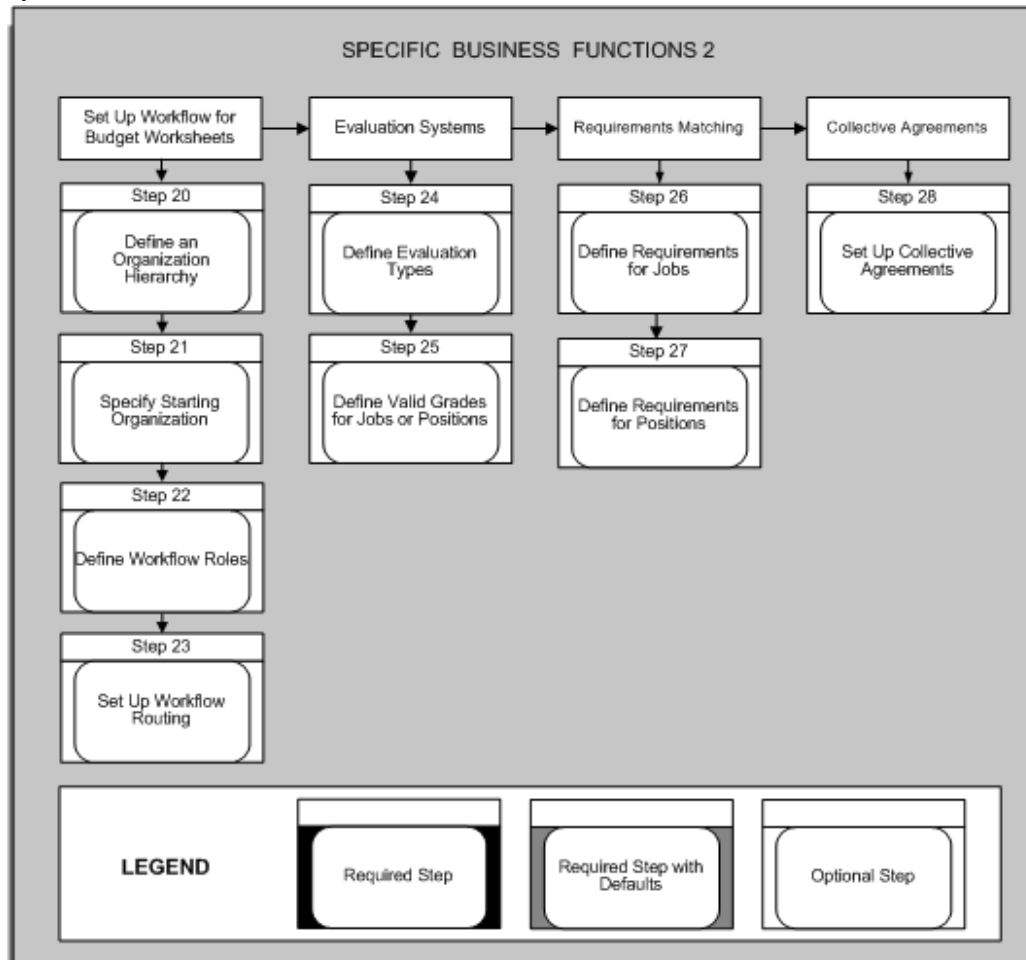 SPECIFIC BUSINESS FUNCTIONS 2
Set Up Workflow for
Budget Worksheets
Evaluation Systems
Requirements Matching
Collective Agreements
Step 20
Define an
Organization
Hierarchy
Step 24
Define Evaluation
Types
Step 26
Define Requirements
for Jobs
Step 28
Set Up Collective
Agreements
Step 21
Specify Starting
Organization
Step 25
Define Valid Grades
for Jobs or Positions
Step 27
Define Requirements
for Positions
Step 22
Define Workflow Roles
Step 23
Set Up Workflow
Routing
LEGEND
Required Step
Required Step with
Defaults
Optional Step